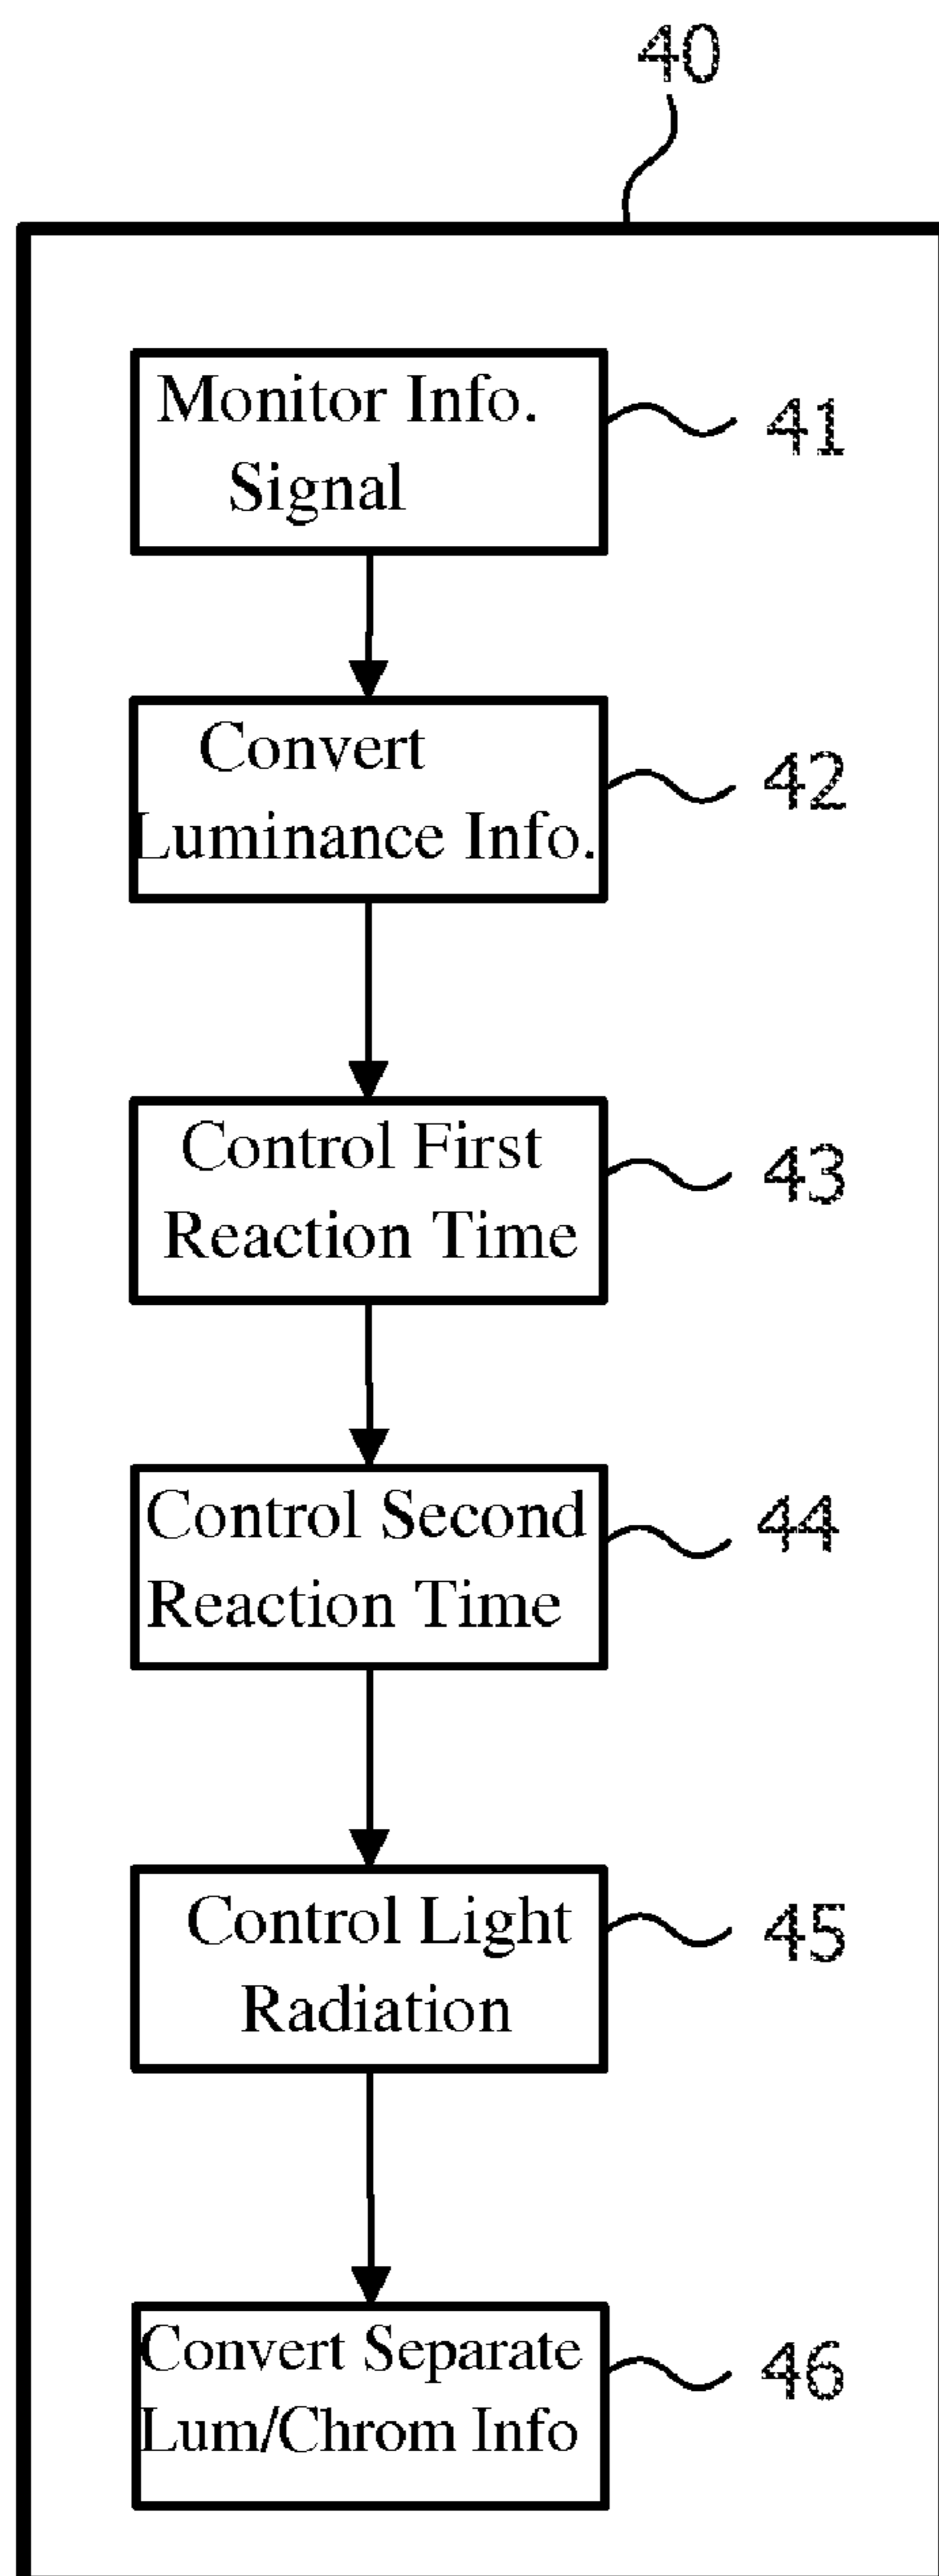 40
Monitor Info.
Signal
41
Convert
Luminance Info.
42
Control First
Reaction Time
43
Control Second
Reaction Time
44
Control Light
Radiation
45
Convert Separate
Lum/Chrom Info
46